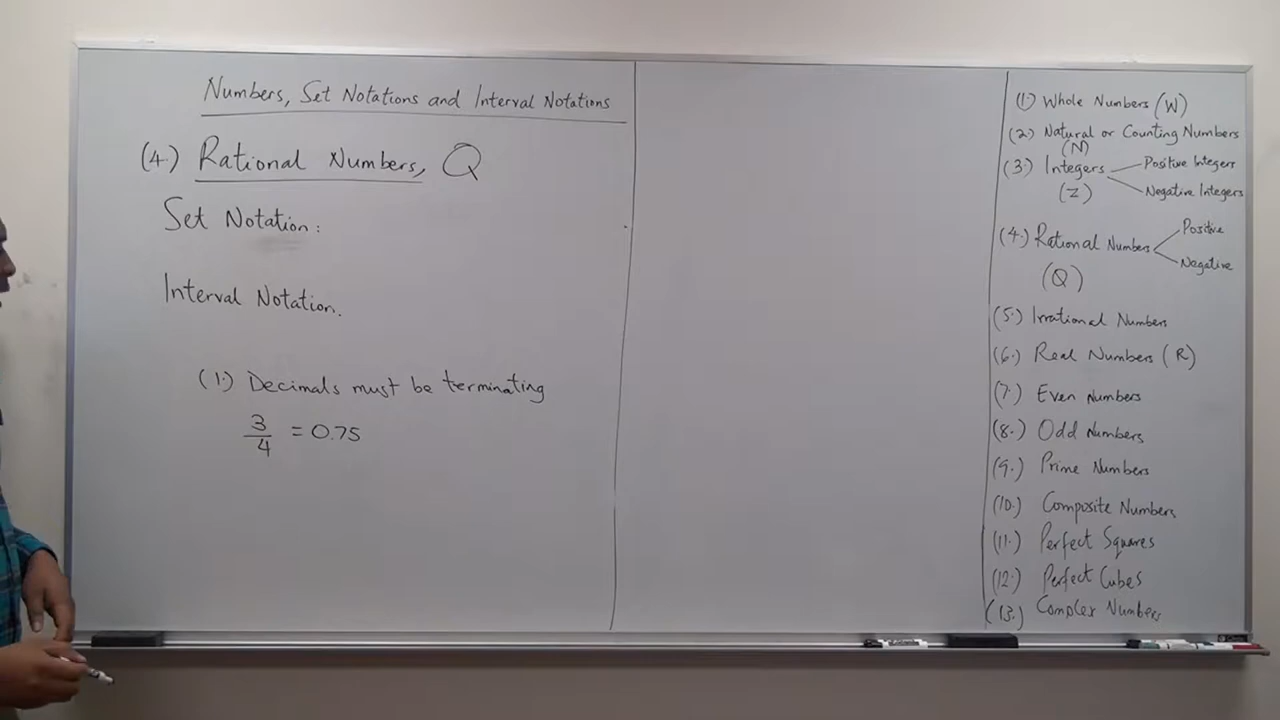 Numbers, Set Notations and Interval Notations
(4.) Rational Numbers, Q
Set Notation:
Interval Notation.
(1.) Decimals must be terminating
3/4 = 0.75
(1) Whole Numbers (W)
(2.) Natural or Counting Numbers
(N)
(3.) Integers
Positive Integers
Negative Integers
(Z)
(4.) Rational Numbers
Positive
Negative
(Q)
(5.) Irrational Numbers
(6.) Real Numbers (R)
(7.) Even Numbers
(8.) Odd Numbers
(9.) Prime Numbers
(10.) Composite Numbers
(11.) Perfect Squares
(12.) Perfect Cubes
(13.) Complex Numbers